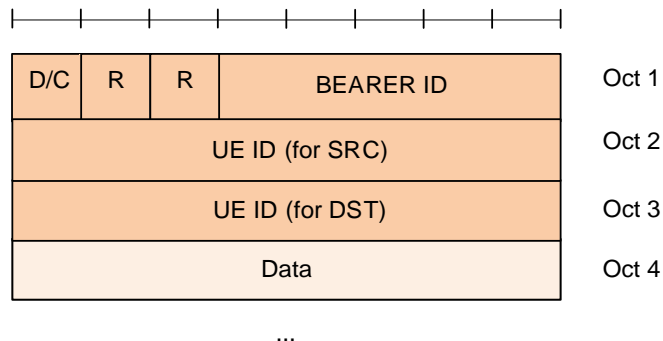 D/C R R BEARER ID Oct 1
UE ID (for SRC) Oct 2
UE ID (for DST) Oct 3
Data Oct 4
...